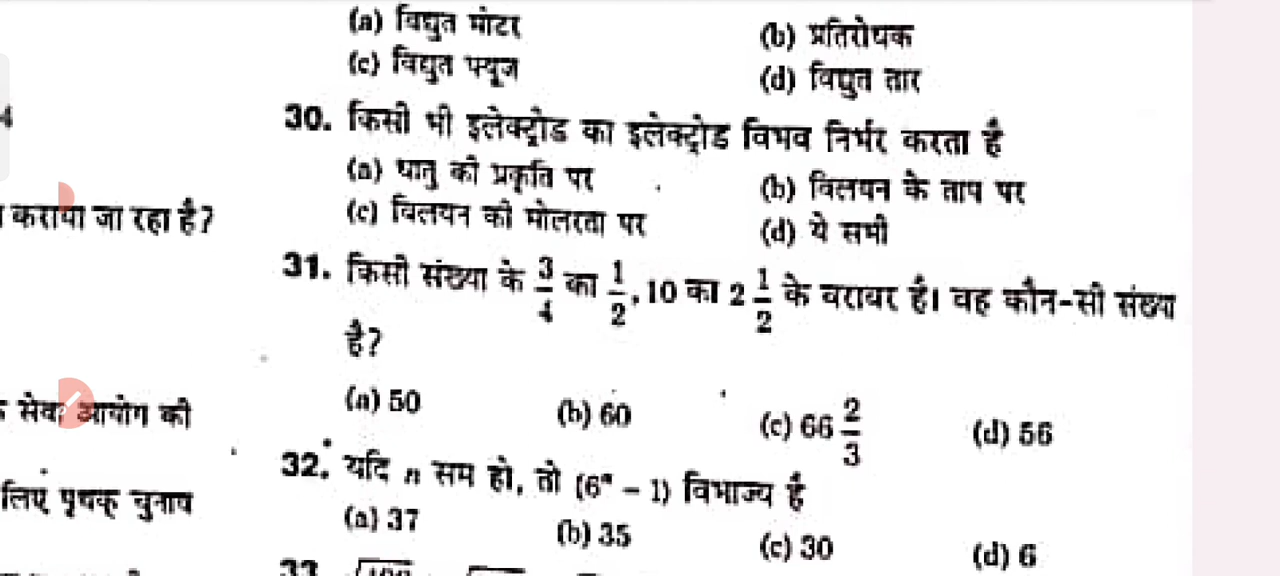 (a) विद्युत मोटर (b) प्रतिरोधक
(c) विद्युत फ्यूज (d) विद्युत तार
4
30. किसी भी इलेक्ट्रोड का इलेक्ट्रोड विभव निर्भर करता है
(a) धातु की प्रकृति पर (b) विलयन के ताप पर
कराया जा रहा है?
(c) विलयन की मोलरता पर (d) ये सभी
31. किसी संख्या के 3/4 का 1/2, 10 का 2 1/2 के बराबर है। वह कौन-सी संख्या
है?
सेवा आयोग की
(a) 50 (b) 60 (c) 66 2/3 (d) 56
32. यदि n सम हो, तो (6ⁿ – 1) विभाज्य है
लिए पृथक् चुनाव
(a) 37 (b) 35 (c) 30 (d) 6
33